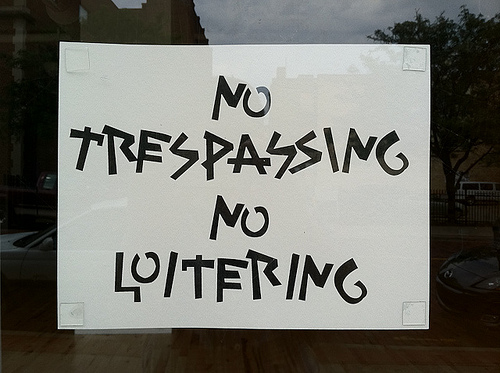 NO
TRESPASSING
NO
LOITERING